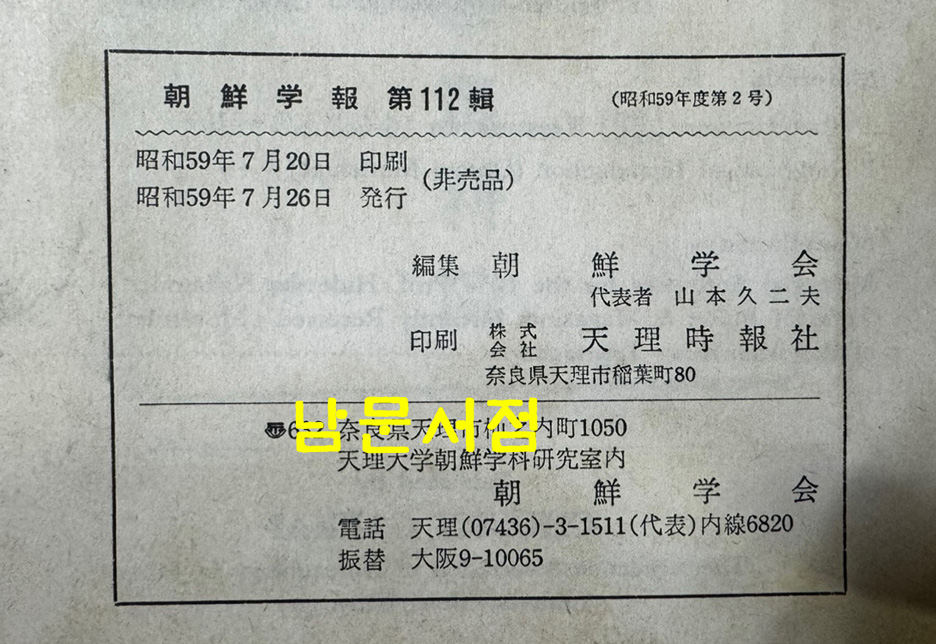 朝鮮学報 第112輯 (昭和59年度第2号)
昭和59年7月20日 印刷
昭和59年7月26日 発行
(非売品)
編集 朝鮮学会
代表者 山本久二夫
印刷 株式会社 天理時報社
奈良県天理市稲葉町80
奈良県天理市 内町1050
남문서점
天理大学朝鮮学科研究室内
朝鮮学会
電話 天理(07436)-3-1511(代表)内線6820
振替 大阪9-10065